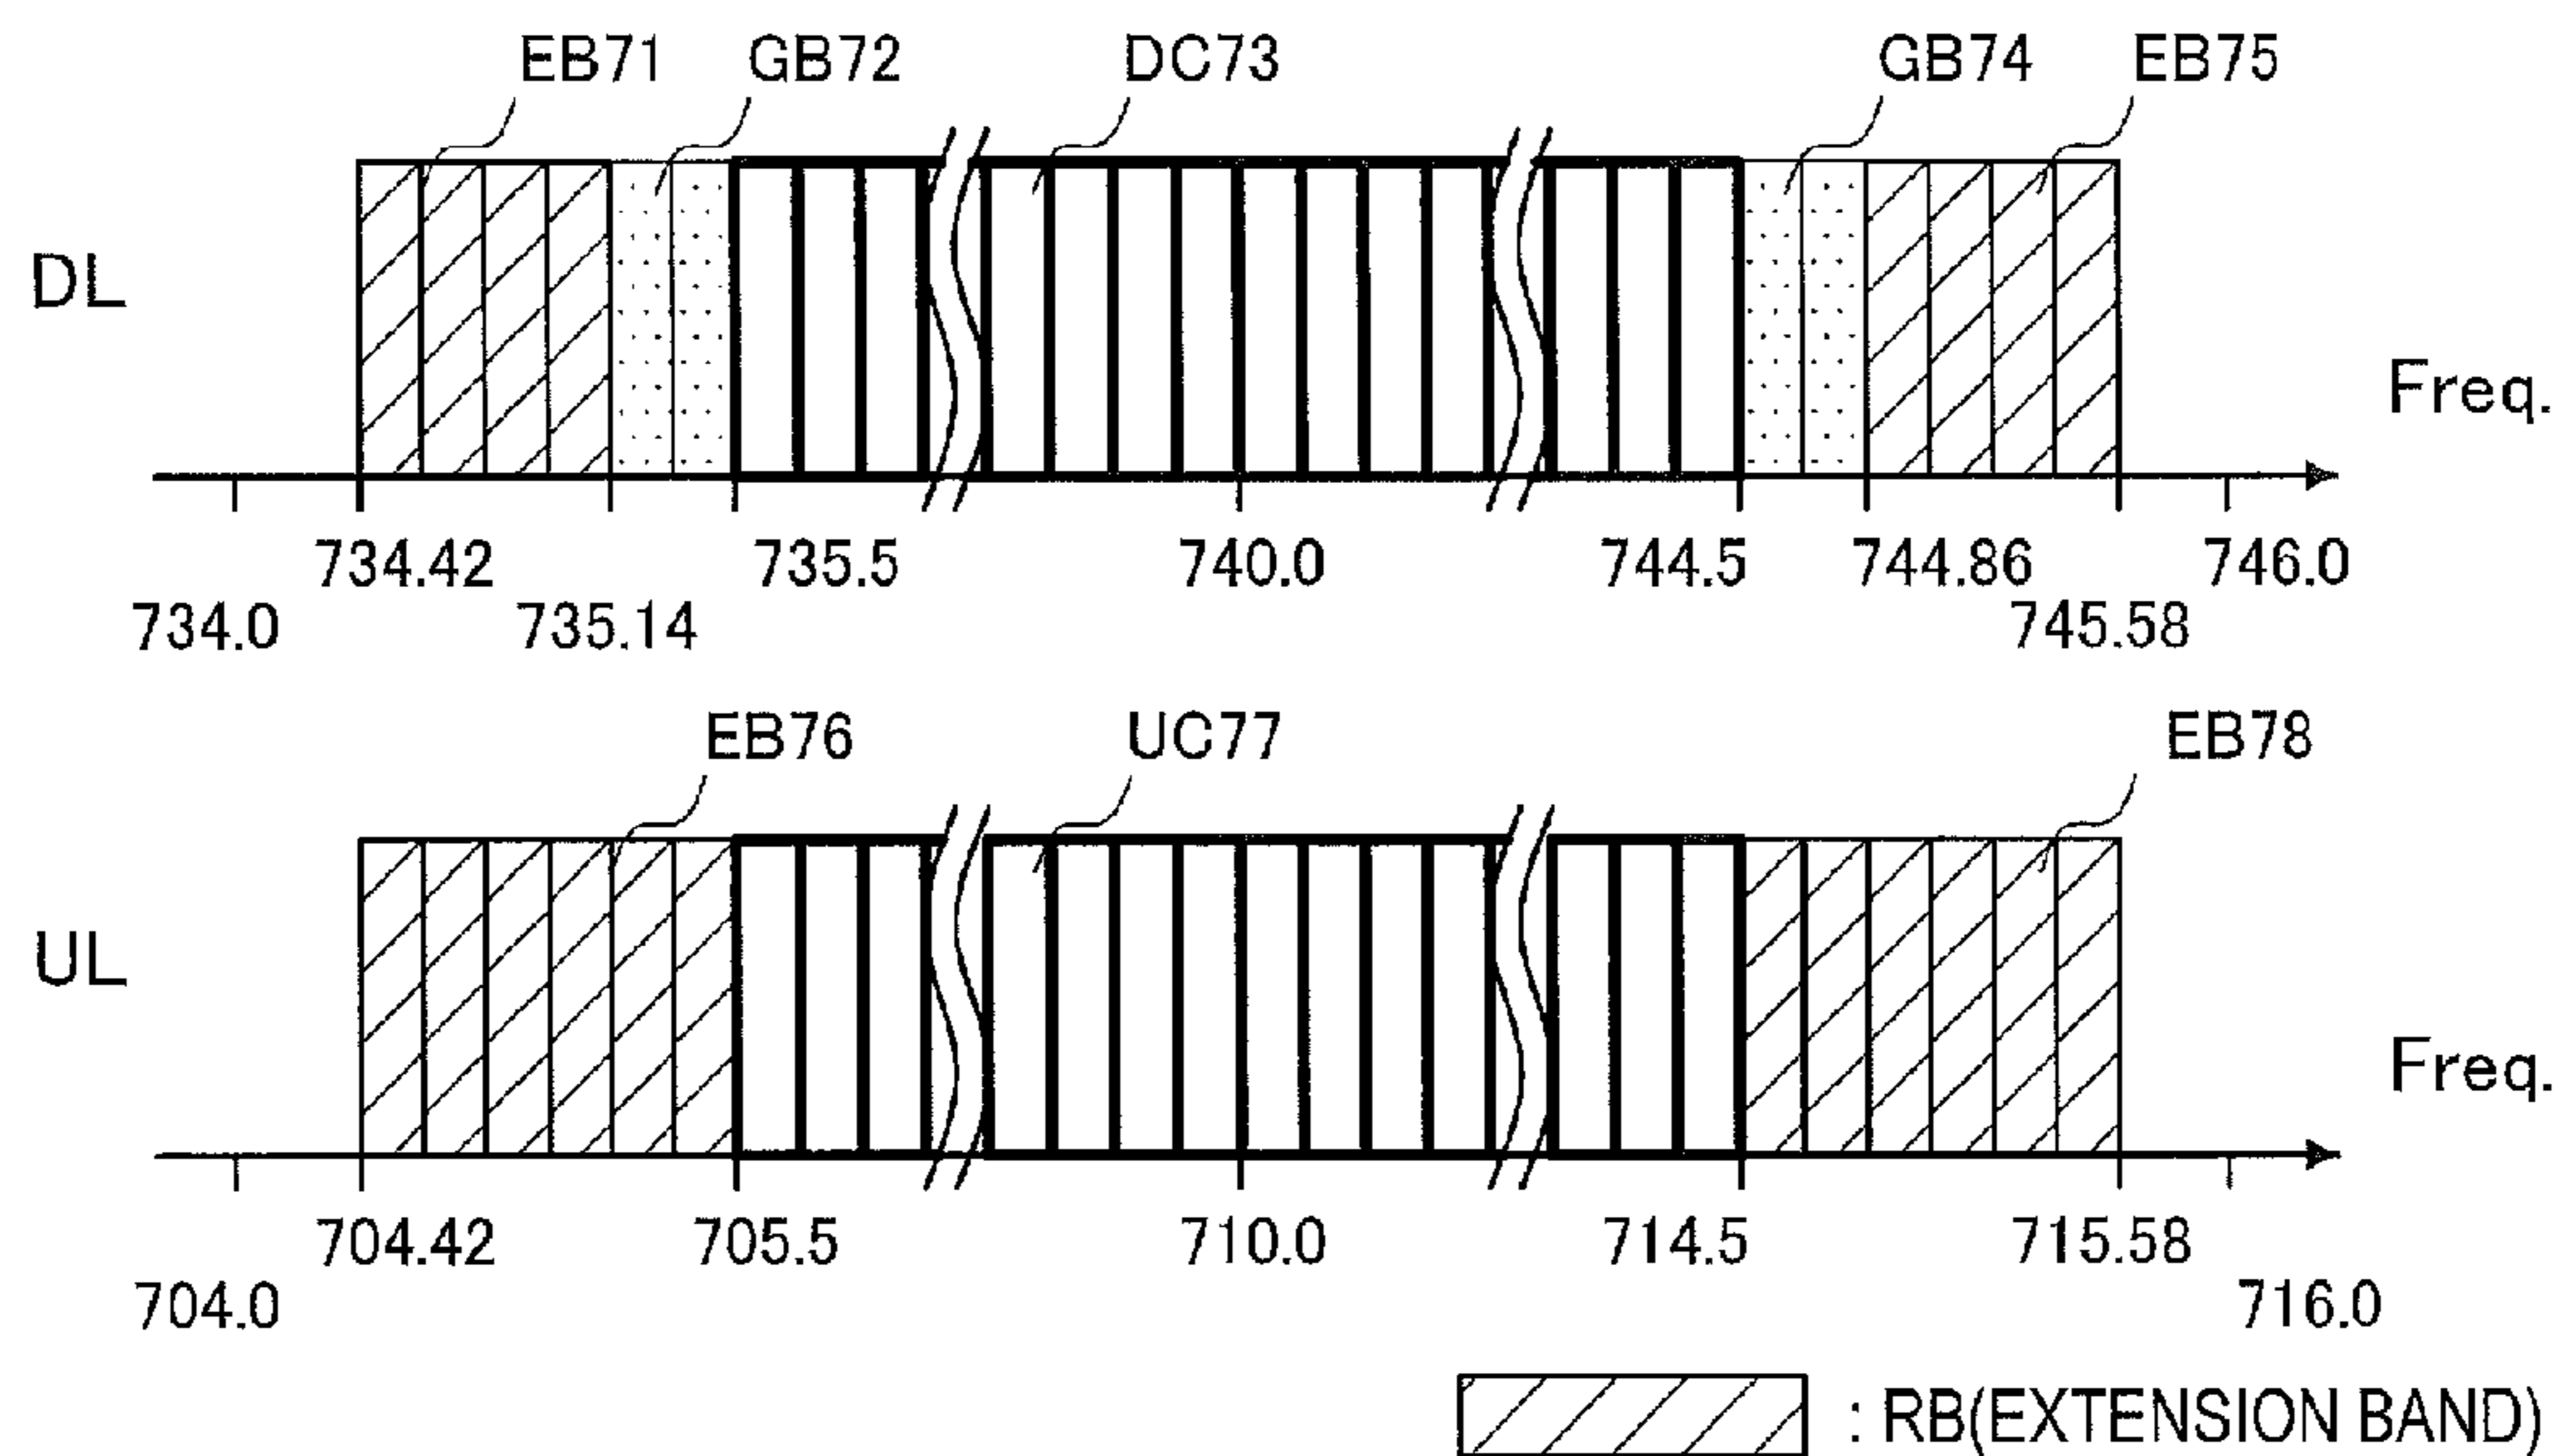 EB71 GB72 DC73 GB74 EB75
DL
Freq.
734.42 735.5 740.0 744.5 744.86 746.0
734.0 735.14 745.58
EB76 UC77 EB78
UL
Freq.
704.42 705.5 710.0 714.5 715.58
704.0 716.0
: RB(EXTENSION BAND)